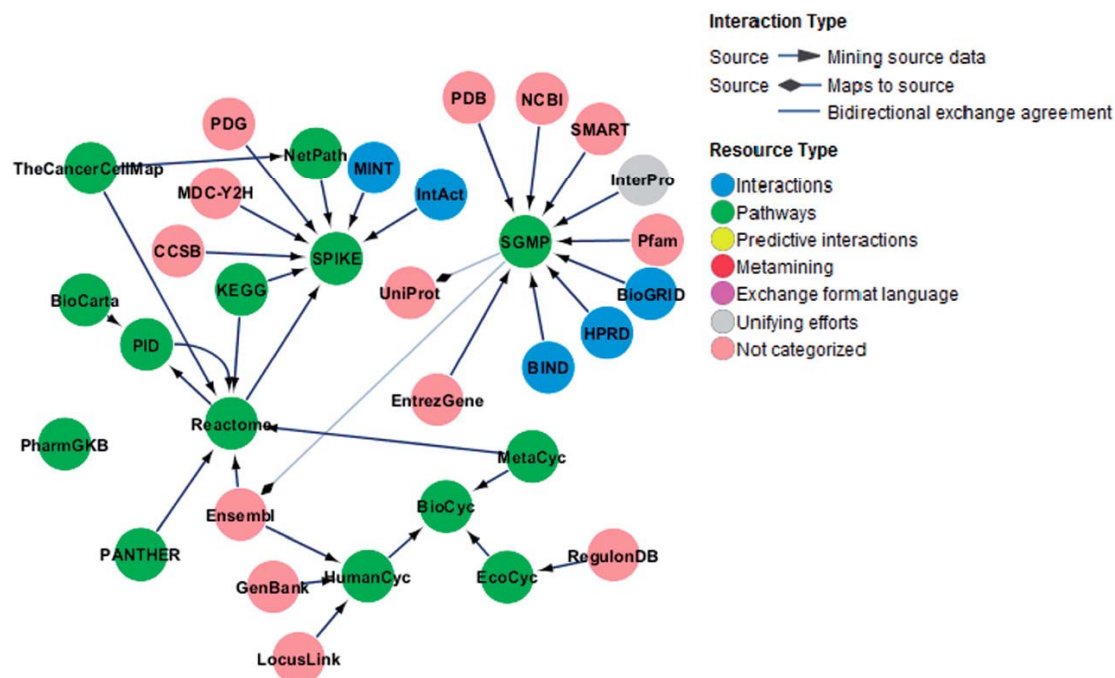 Interaction Type
Source Mining source data
Source Maps to source
Bidirectional exchange agreement
Resource Type
Interactions
Pathways
Predictive interactions
Metamining
Exchange format language
Unifying efforts
Not categorized
PDB
NCBI
SMART
InterPro
Pfam
BioGRID
HPRD
BIND
EntrezGene
UniProt
SGMP
PDG
NetPath
MINT
IntAct
TheCancerCellMap
MDC-Y2H
CCSB
SPIKE
KEGG
BioCarta
PID
Reactome
PharmGKB
MetaCyc
Ensembl
BioCyc
PANTHER
GenBank
HumanCyc
EcoCyc
RegulonDB
LocusLink